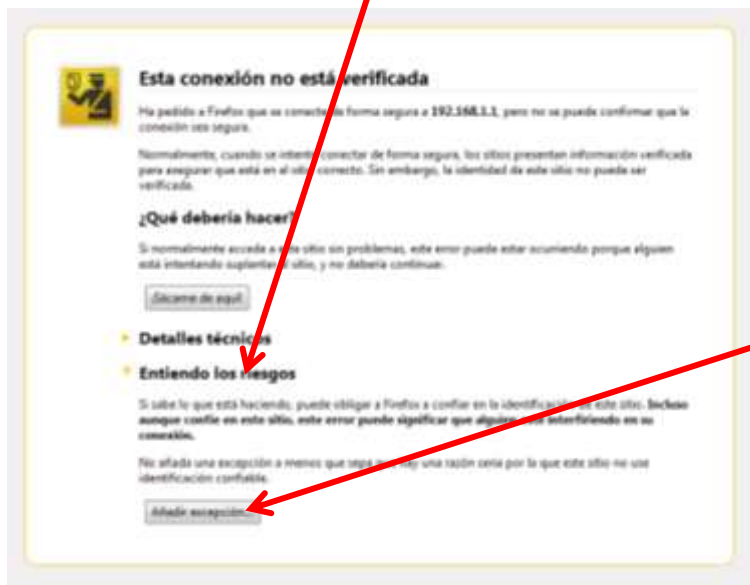 Esta conexión no está verificada
Ha pedido a Firefox que se conecte de forma segura a 192.168.1.1, pero no se puede confirmar que la
conexión sea segura.
Normalmente, cuando se intenta conectar de forma segura, los sitios presentan información verificada
para asegurar que está en el sitio correcto. Sin embargo, la identidad de este sitio no puede ser
verificada.
¿Qué debería hacer?
Si normalmente accede a este sitio sin problemas, este error puede estar ocurriendo porque alguien
está intentando suplantar el sitio, y no debería continuar.
¡Sácame de aquí!
Detalles técnicos
Entiendo los riesgos
Si sabe lo que está haciendo, puede obligar a Firefox a confiar en la identificación de este sitio. Incluso
aunque confíe en este sitio, este error puede significar que alguien esté interfiriendo en su
conexión.
No añada una excepción a menos que sepa que hay una razón seria por la que este sitio no use
identificación confiable.
Añadir excepción...